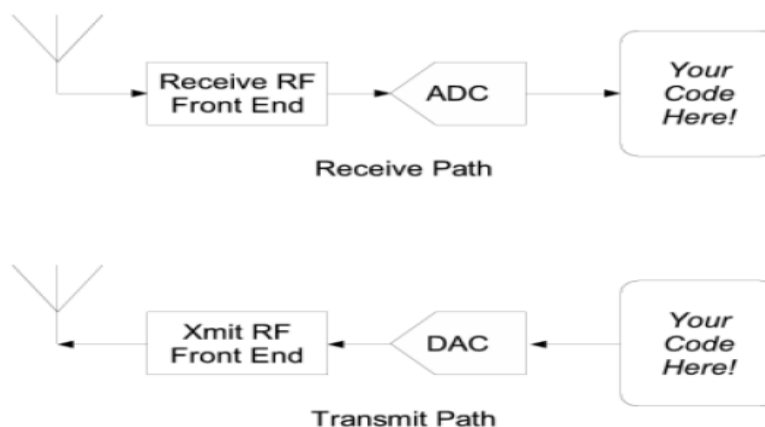 Receive RF
Front End
ADC
Your
Code
Here!
Receive Path
Xmit RF
Front End
DAC
Your
Code
Here!
Transmit Path